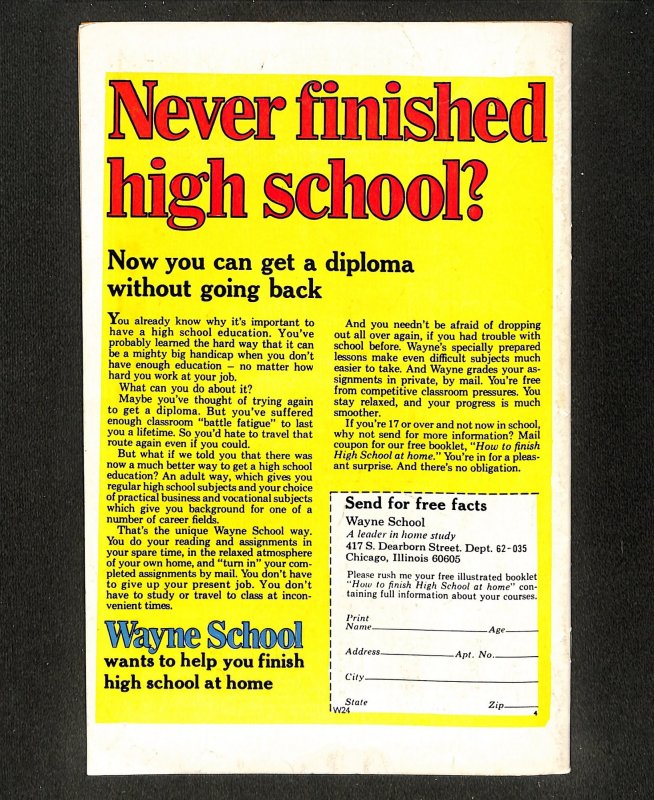 Never finished
high school?
Now you can get a diploma
without going back
You already know why it's important to
have a high school education. You've
probably learned the hard way that it can
be a mighty big handicap when you don't
have enough education – no matter how
hard you work at your job.
What can you do about it?
Maybe you've thought of trying again
to get a diploma. But you've suffered
enough classroom "battle fatigue" to last
you a lifetime. So you'd hate to travel that
route again even if you could.
But what if we told you that there was
now a much better way to get a high school
education? An adult way, which gives you
regular high school subjects and your choice
of practical business and vocational subjects
which give you background for one of a
number of career fields.
That's the unique Wayne School way.
You do your reading and assignments in
your spare time, in the relaxed atmosphere
of your own home, and "turn in" your com-
pleted assignments by mail. You don't have
to give up your present job. You don't
have to study or travel to class at incon-
venient times.
Wayne School
wants to help you finish
high school at home
And you needn't be afraid of dropping
out all over again, if you had trouble with
school before. Wayne's specially prepared
lessons make even difficult subjects much
easier to take. And Wayne grades your as-
signments in private, by mail. You're free
from competitive classroom pressures. You
stay relaxed, and your progress is much
smoother.
If you're 17 or over and not now in school,
why not send for more information? Mail
coupon for our free booklet, "How to finish
High School at home." You're in for a pleas-
ant surprise. And there's no obligation.
Send for free facts
Wayne School
A leader in home study
417 S. Dearborn Street. Dept. 62-035
Chicago, Illinois 60605
Please rush me your free illustrated booklet
"How to finish High School at home" con-
taining full information about your courses.
Print
Name Age
Address Apt. No.
City
State Zip
W24 4